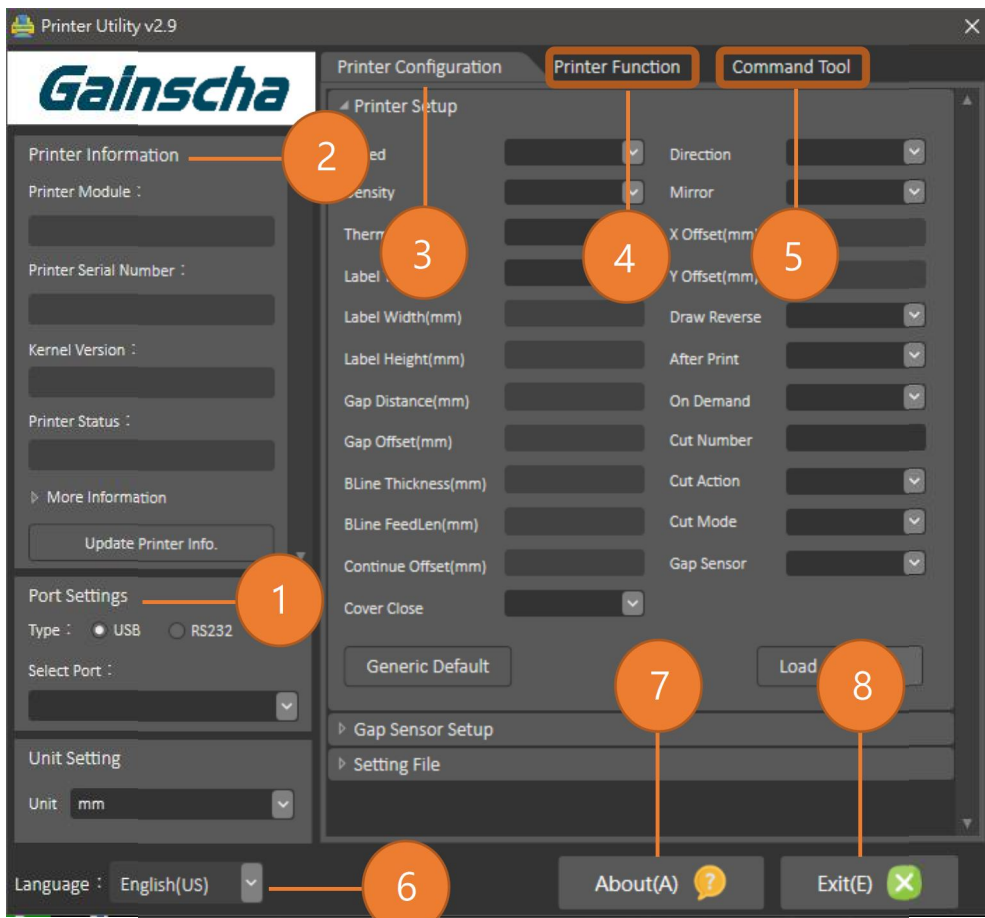 Printer Utility v2.9
Gainscha
Printer Configuration
Printer Function
Command Tool
Printer Information
2
Printer Module :
Printer Serial Number :
Kernel Version :
Printer Status :
More Information
Update Printer Info.
Port Settings
1
Type : USB RS232
Select Port :
Unit Setting
Unit mm
Printer Setup
Label
Label Width(mm)
Label Height(mm)
Gap Distance(mm)
Gap Offset(mm)
BLine Thickness(mm)
BLine FeedLen(mm)
Continue Offset(mm)
Cover Close
3
4
5
Direction
Mirror
X Offset(mm)
Y Offset(mm)
Draw Reverse
After Print
On Demand
Cut Number
Cut Action
Cut Mode
Gap Sensor
Generic Default
Load
7
8
Gap Sensor Setup
Setting File
Language : English(US)
6
About(A) ?
Exit(E)